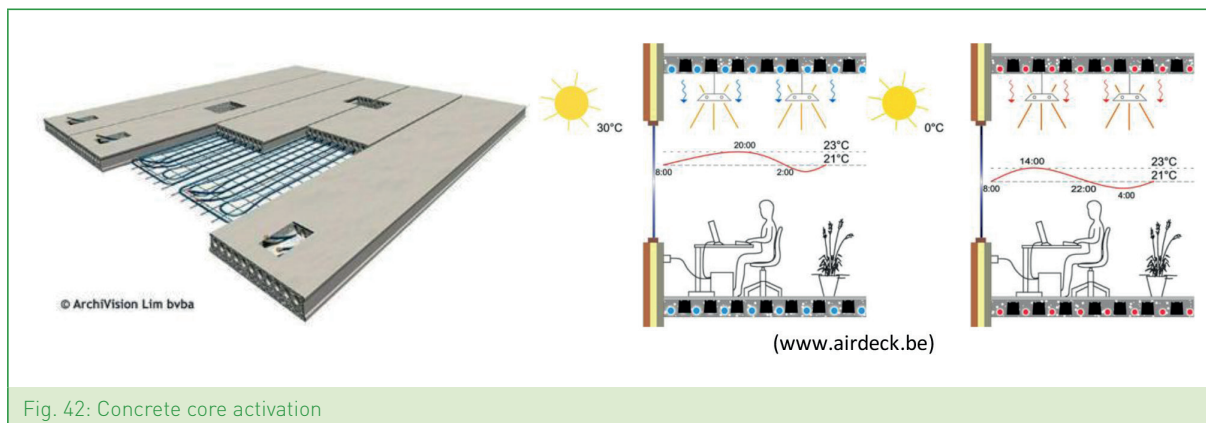 © ArchiVision Lim bvba
30°C
20:00
23°C
21°C
8:00
2:00
0°C
14:00
23°C
21°C
8:00
22:00
4:00
(www.airdeck.be)
Fig. 42: Concrete core activation